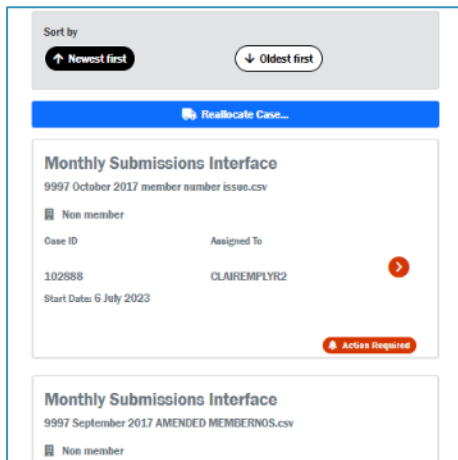 Sort by
Newest first
Oldest first
Reallocate Case...
Monthly Submissions Interface
9997 October 2017 member number issue.csv
Non member
Case ID Assigned To
102888 CLAIREMPLYR2
Start Date: 6 July 2023
Action Required
Monthly Submissions Interface
9997 September 2017 AMENDED MEMBERNOS.csv
Non member